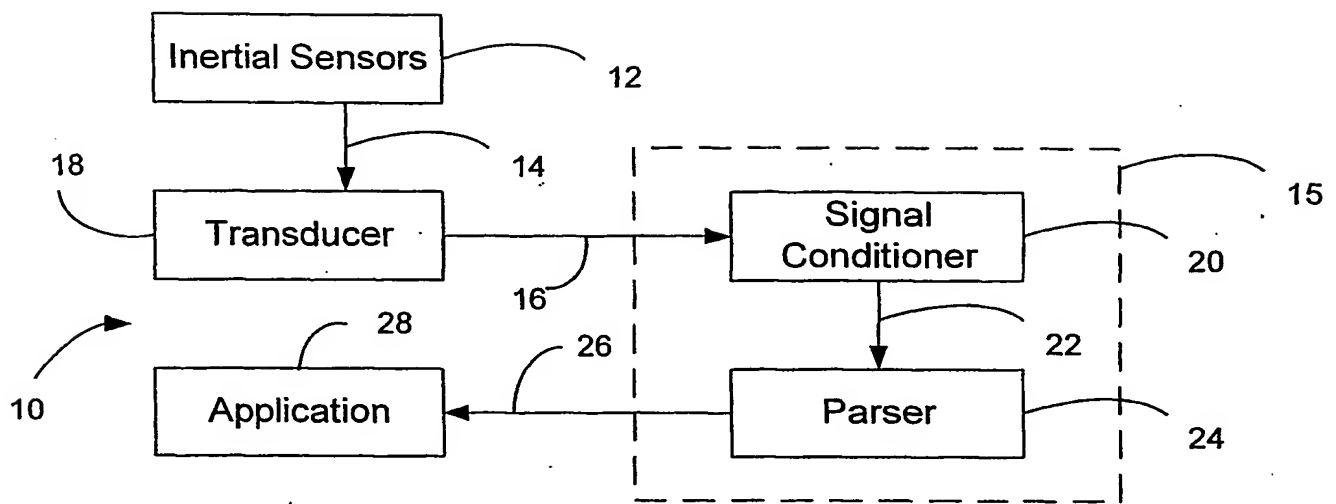 Inertial Sensors
12
14
18
Transducer
16
Signal
Conditioner
15
20
22
10
28
Application
26
Parser
24